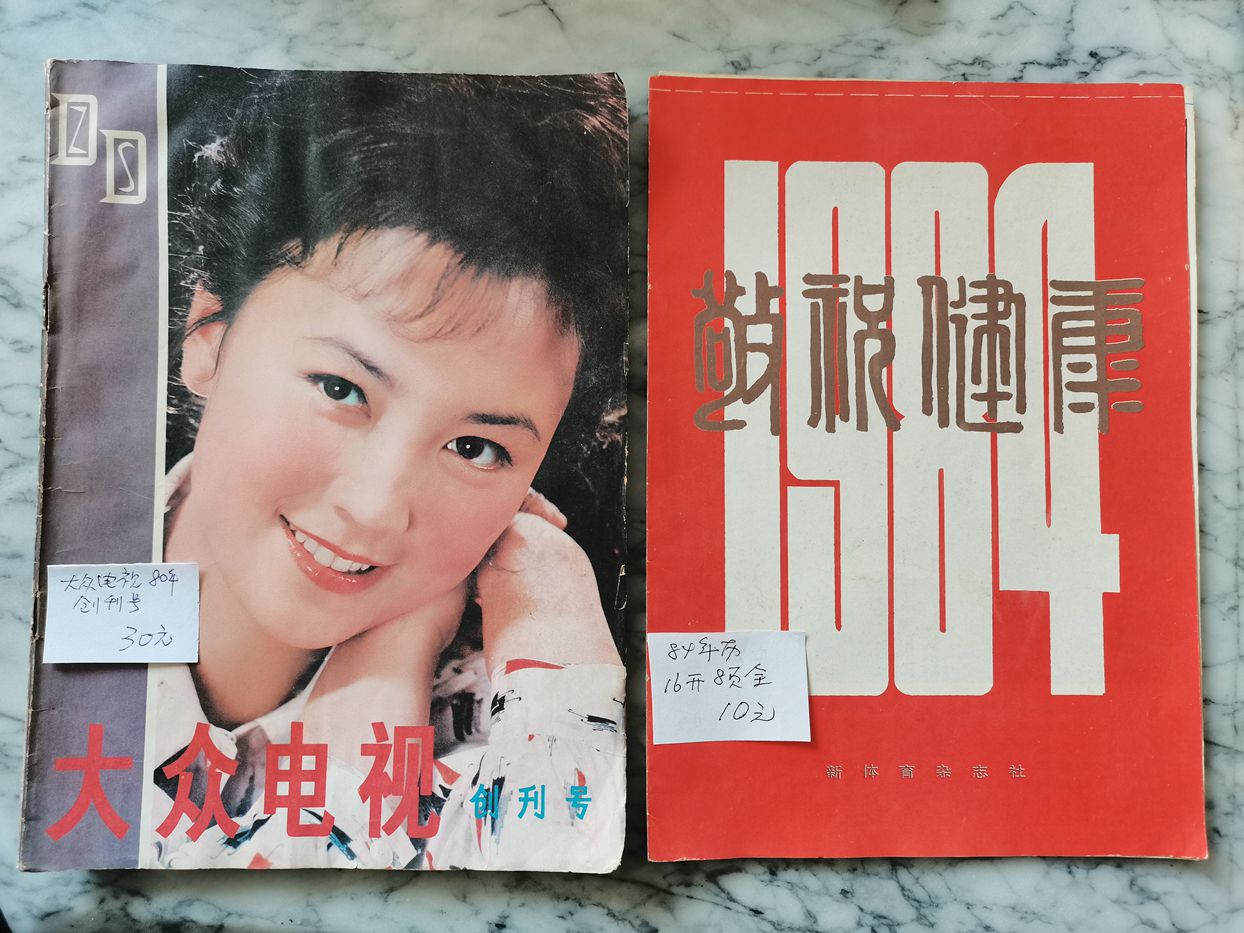 DZ
DS
大众电视80年
创刊号
30元
大众电视
创刊号
1984
敬祝健康
84年历
16开8页全
10元
新体育杂志社